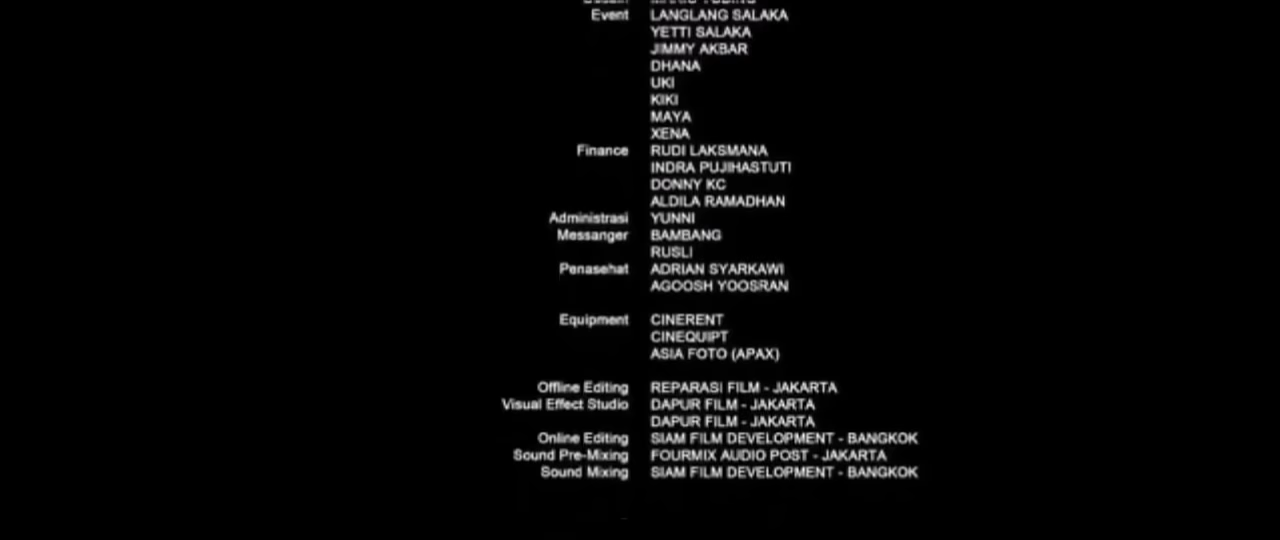 Event LANGLANG SALAKA
YETTI SALAKA
JIMMY AKBAR
DHANA
UKI
KIKI
MAYA
XENA
Finance RUDI LAKSMANA
INDRA PUJIHASTUTI
DONNY KC
ALDILA RAMADHAN
Administrasi YUNNI
Messanger BAMBANG
RUSLI
Penasehat ADRIAN SYARKAWI
AGOOSH YOOSRAN
Equipment CINERENT
CINEQUIPT
ASIA FOTO (APAX)
Offline Editing REPARASI FILM - JAKARTA
Visual Effect Studio DAPUR FILM - JAKARTA
DAPUR FILM - JAKARTA
Online Editing SIAM FILM DEVELOPMENT - BANGKOK
Sound Pre-Mixing FOURMIX AUDIO POST - JAKARTA
Sound Mixing SIAM FILM DEVELOPMENT - BANGKOK